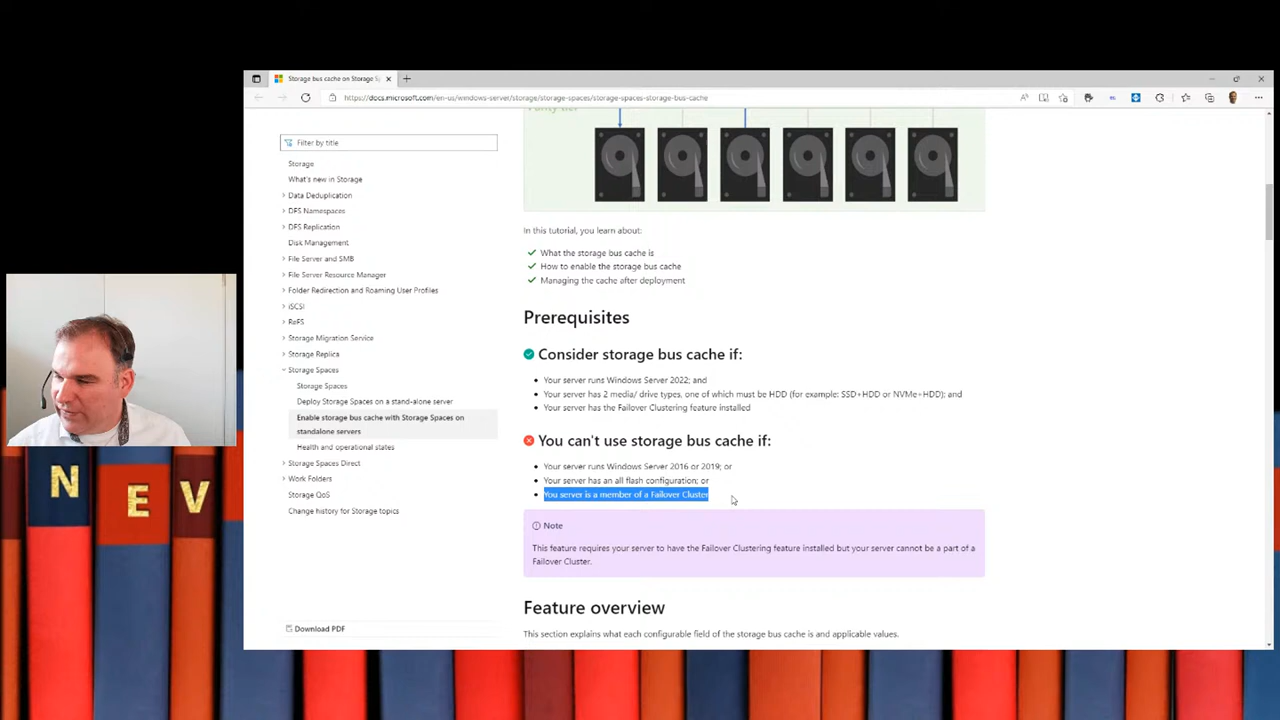 Storage bus cache on Storage Sp
https://docs.microsoft.com/en-us/windows-server/storage/storage-spaces/storage-spaces-storage-bus-cache
Filter by title
Storage
What's new in Storage
Data Deduplication
DFS Namespaces
DFS Replication
Disk Management
File Server and SMB
File Server Resource Manager
Folder Redirection and Roaming User Profiles
iSCSI
ReFS
Storage Migration Service
Storage Replica
Storage Spaces
Storage Spaces
Deploy Storage Spaces on a stand-alone server
Enable storage bus cache with Storage Spaces on
standalone servers
Health and operational states
Storage Spaces Direct
Work Folders
Storage QoS
Change history for Storage topics
Download PDF
Parity tier
In this tutorial, you learn about:
What the storage bus cache is
How to enable the storage bus cache
Managing the cache after deployment
Prerequisites
Consider storage bus cache if:
Your server runs Windows Server 2022; and
Your server has 2 media/ drive types, one of which must be HDD (for example: SSD+HDD or NVMe+HDD); and
Your server has the Failover Clustering feature installed
You can't use storage bus cache if:
Your server runs Windows Server 2016 or 2019; or
Your server has an all flash configuration; or
You server is a member of a Failover Cluster
Note
This feature requires your server to have the Failover Clustering feature installed but your server cannot be a part of a
Failover Cluster.
Feature overview
This section explains what each configurable field of the storage bus cache is and applicable values.
N E V